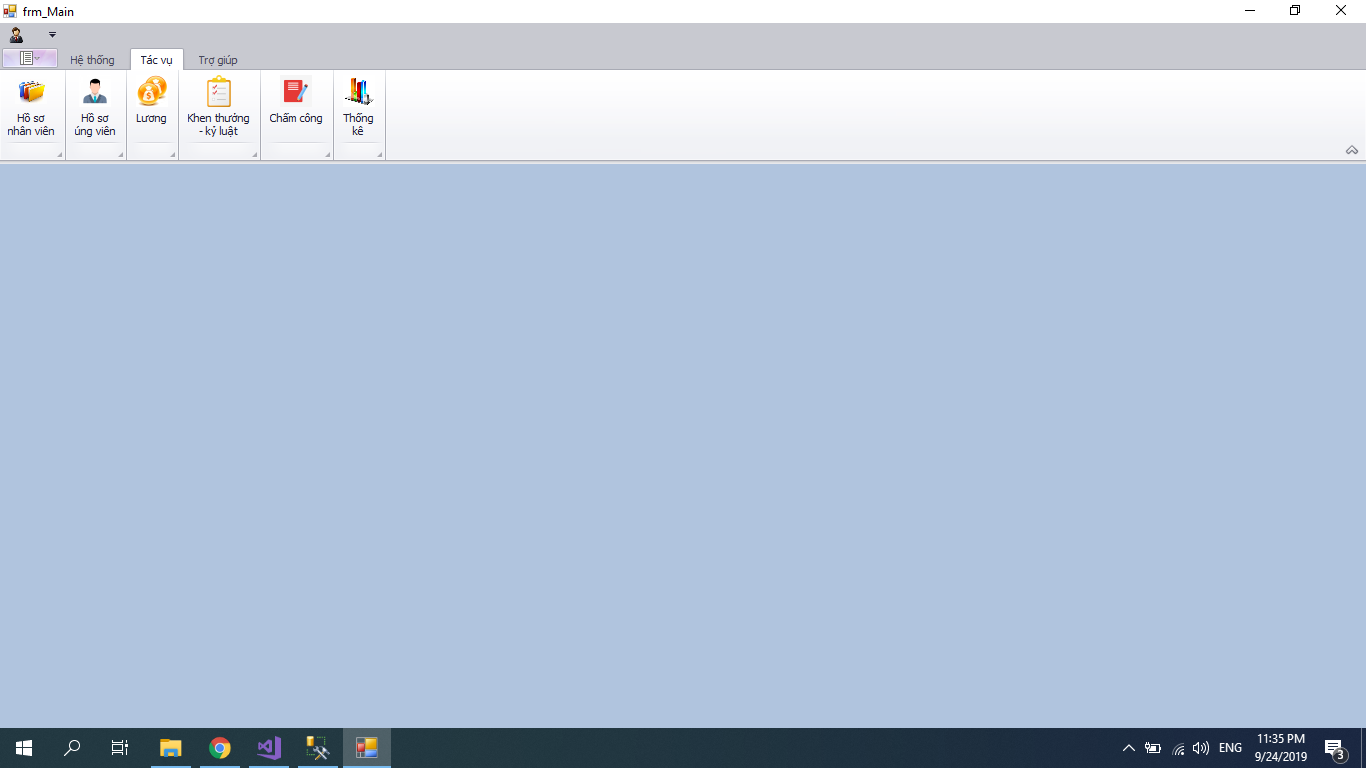 frm_Main
Hệ thống
Tác vụ
Trợ giúp
Hồ sơ
nhân viên
Hồ sơ
ứng viên
Lương
Khen thưởng
- kỷ luật
Chấm công
Thống
kê
ENG
11:35 PM
9/24/2019
3